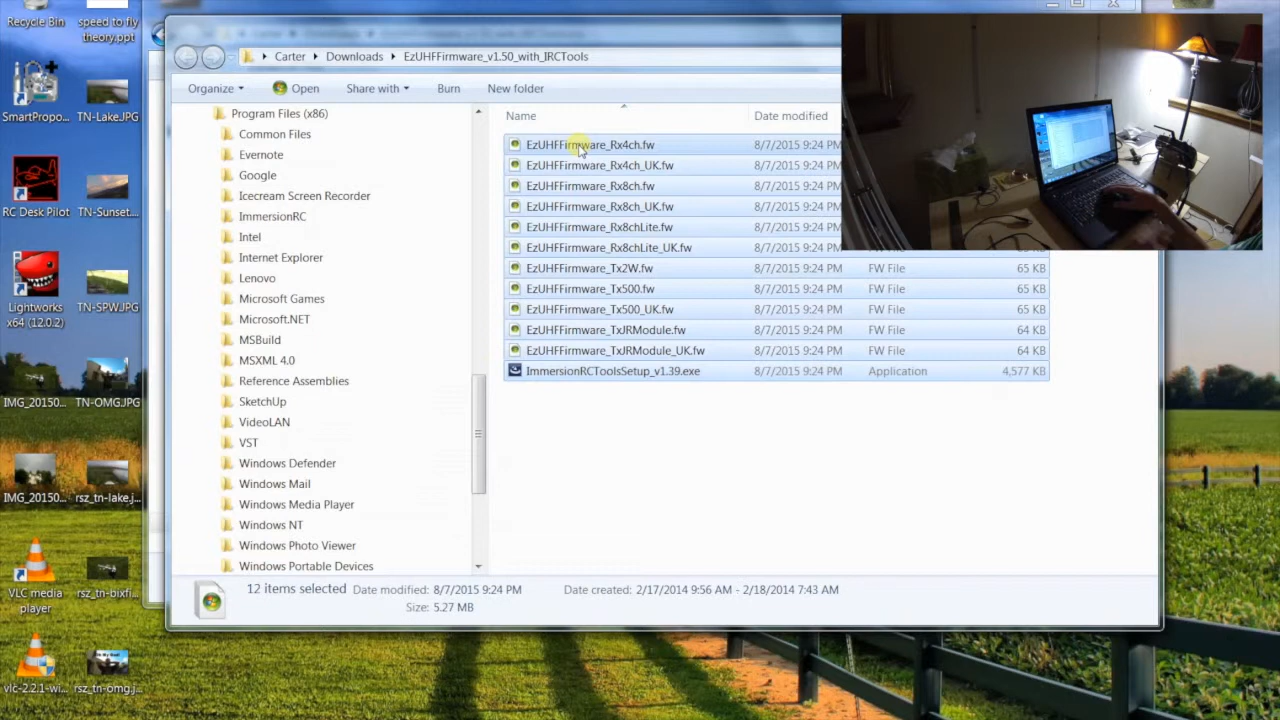 Recycle Bin
speed to fly
theory.ppt
SmartPropo...
TN-Lake.JPG
RC Desk Pilot
TN-Sunset....
Lightworks
x64 (12.0.2)
TN-SPW.JPG
IMG_20150...
TN-OMG.JPG
IMG_20150...
rsz_tn-lake.j...
VLC media
player
rsz_tn-bixfi...
vlc-2.2.1-wi...
rsz_tn-omg.j...
Carter
Downloads
EzUHFFirmware_v1.50_with_IRCTools
Organize
Open
Share with
Burn
New folder
Program Files (x86)
Common Files
Evernote
Google
Icecream Screen Recorder
ImmersionRC
Intel
Internet Explorer
Lenovo
Microsoft Games
Microsoft.NET
MSBuild
MSXML 4.0
Reference Assemblies
SketchUp
VideoLAN
VST
Windows Defender
Windows Mail
Windows Media Player
Windows NT
Windows Photo Viewer
Windows Portable Devices
Name Date modified
EzUHFFirmware_Rx4ch.fw 8/7/2015 9:24 PM
EzUHFFirmware_Rx4ch_UK.fw 8/7/2015 9:24 PM
EzUHFFirmware_Rx8ch.fw 8/7/2015 9:24 PM
EzUHFFirmware_Rx8ch_UK.fw 8/7/2015 9:24 PM
EzUHFFirmware_Rx8chLite.fw 8/7/2015 9:24 PM
EzUHFFirmware_Rx8chLite_UK.fw 8/7/2015 9:24 PM
EzUHFFirmware_Tx2W.fw 8/7/2015 9:24 PM FW File 65 KB
EzUHFFirmware_Tx500.fw 8/7/2015 9:24 PM FW File 65 KB
EzUHFFirmware_Tx500_UK.fw 8/7/2015 9:24 PM FW File 65 KB
EzUHFFirmware_TxJRModule.fw 8/7/2015 9:24 PM FW File 64 KB
EzUHFFirmware_TxJRModule_UK.fw 8/7/2015 9:24 PM FW File 64 KB
ImmersionRCToolsSetup_v1.39.exe 8/7/2015 9:24 PM Application 4,577 KB
12 items selected Date modified: 8/7/2015 9:24 PM Date created: 2/17/2014 9:56 AM - 2/18/2014 7:43 AM
Size: 5.27 MB